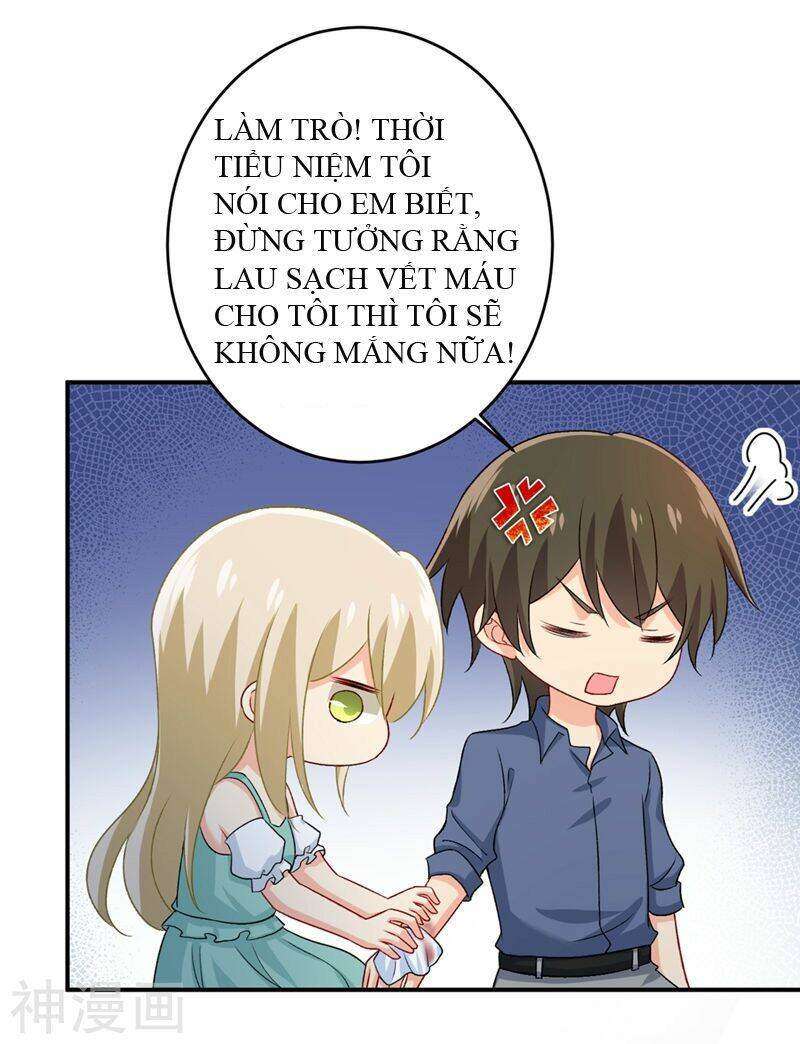 LÀM TRÒ! THỜI
TIỂU NIỆM TÔI
NÓI CHO EM BIẾT,
ĐỪNG TƯỞNG RẰNG
LAU SẠCH VẾT MÁU
CHO TÔI THÌ TÔI SẼ
KHÔNG MẮNG NỮA!
神漫画